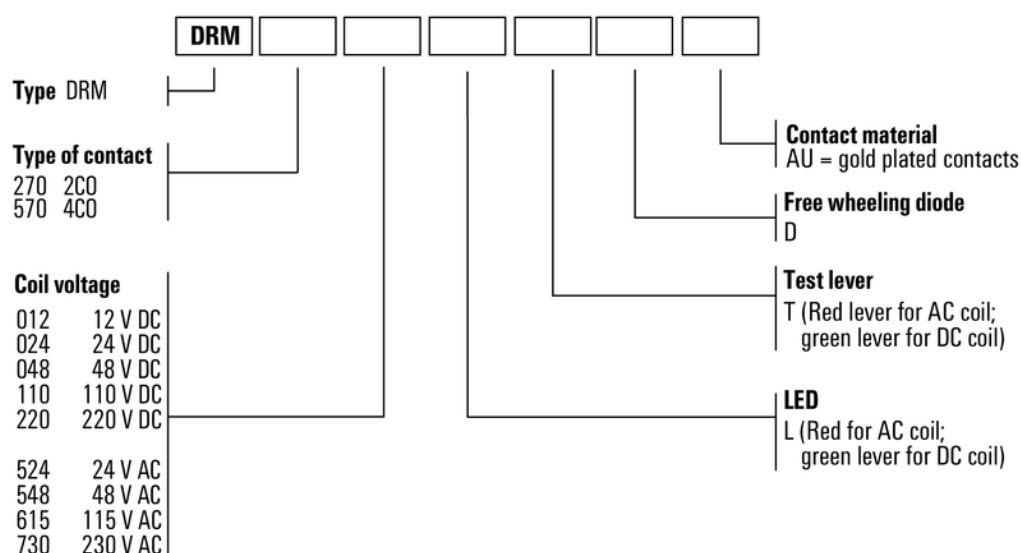 DRM
Type DRM
Type of contact
270 2CO
570 4CO
Coil voltage
012 12 V DC
024 24 V DC
048 48 V DC
110 110 V DC
220 220 V DC
524 24 V AC
548 48 V AC
615 115 V AC
730 230 V AC
Contact material
AU = gold plated contacts
Free wheeling diode
D
Test lever
T (Red lever for AC coil;
green lever for DC coil)
LED
L (Red for AC coil;
green lever for DC coil)